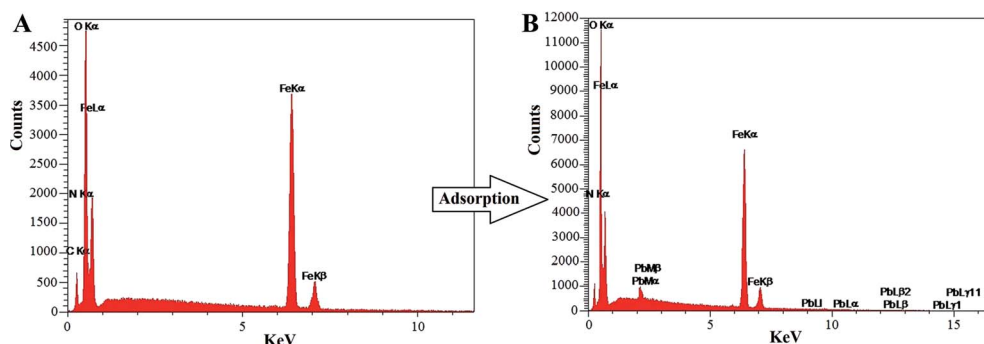 A
O Kα
FeLα
N Kα
C Kα
FeKα
FeKβ
4500
4000
3500
3000
2500
2000
1500
1000
500
0
0
5
10
Counts
KeV
Adsorption
B
O Kα
FeLα
N Kα
PbMβ
PbMα
FeKα
FeKβ
PbLl
PbLα
PbLβ2
PbLβ
PbLγ11
PbLγ1
12000
11000
10000
9000
8000
7000
6000
5000
4000
3000
2000
1000
0
0
5
10
15
Counts
KeV